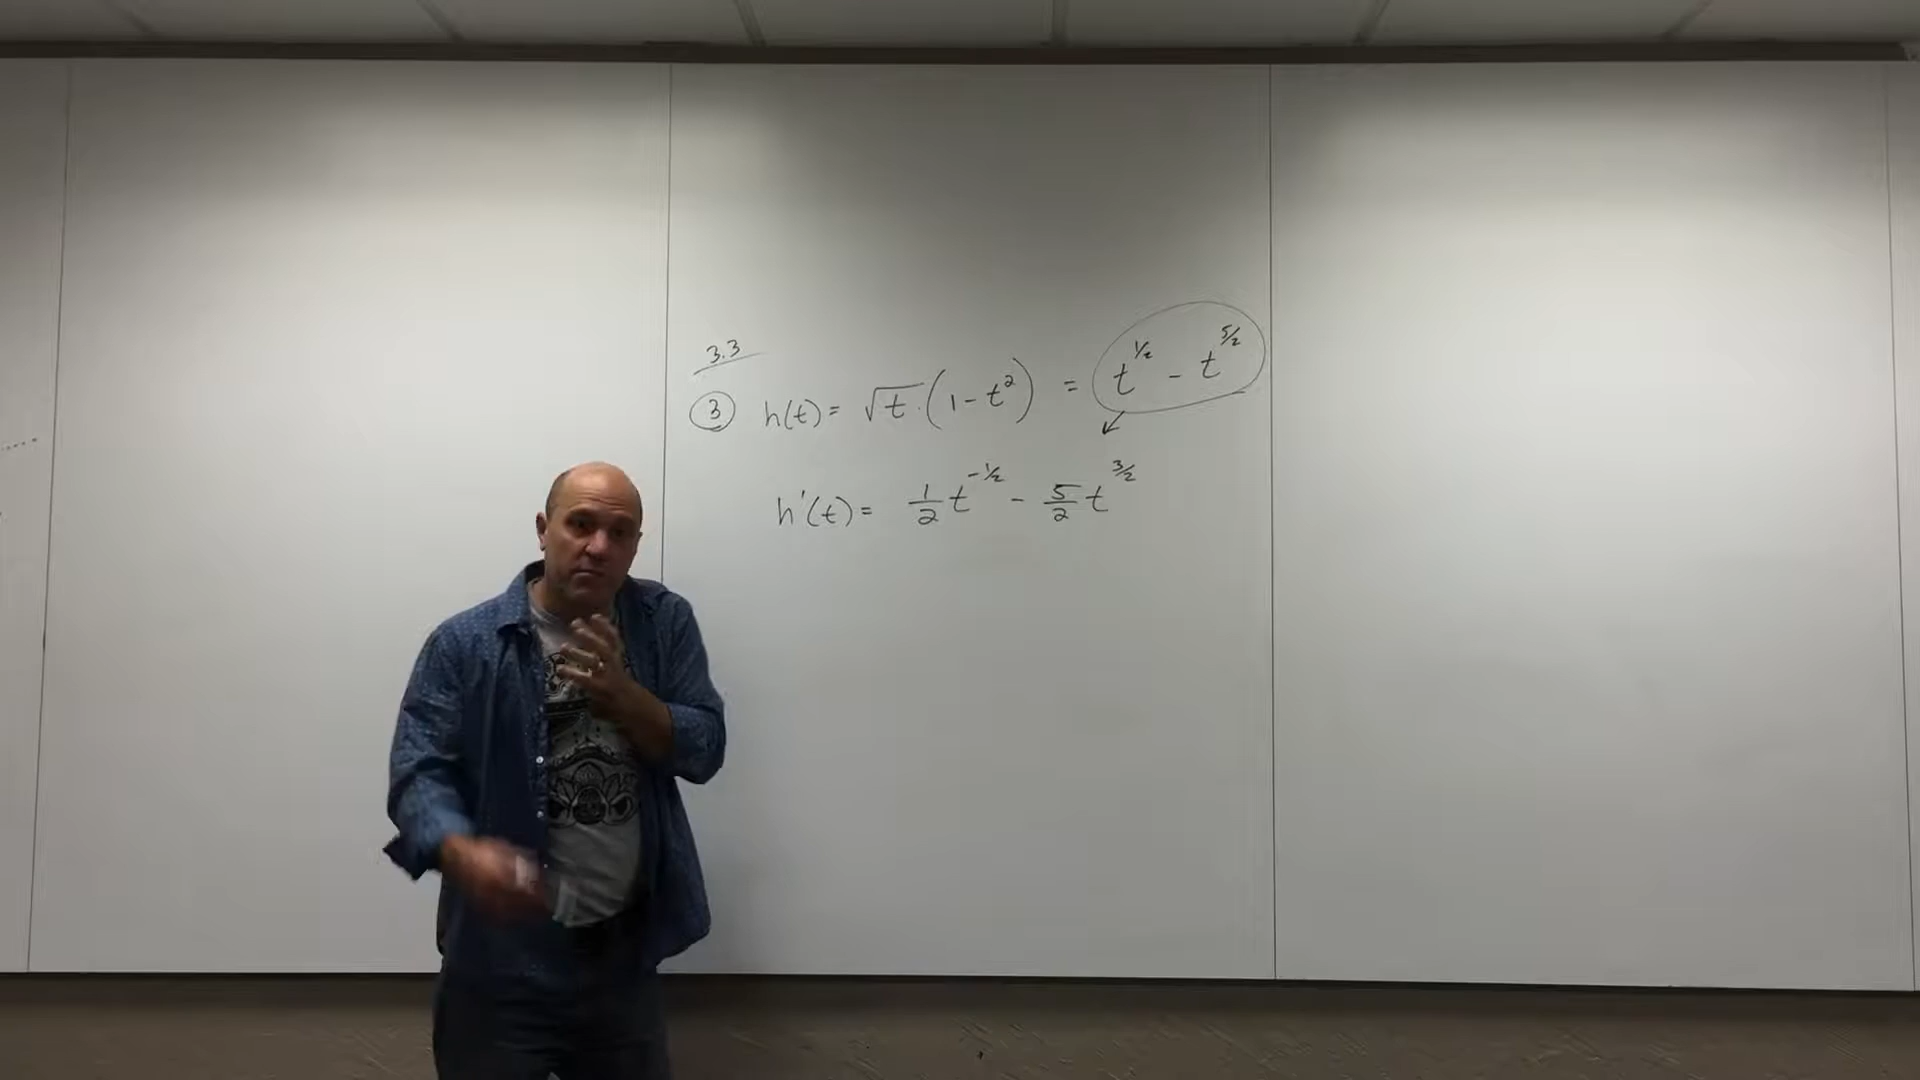 3.3
③ h(t) = √t · (1 - t²) = t^½ - t^5/2
h'(t) = 1/2 t^-½ - 5/2 t^3/2